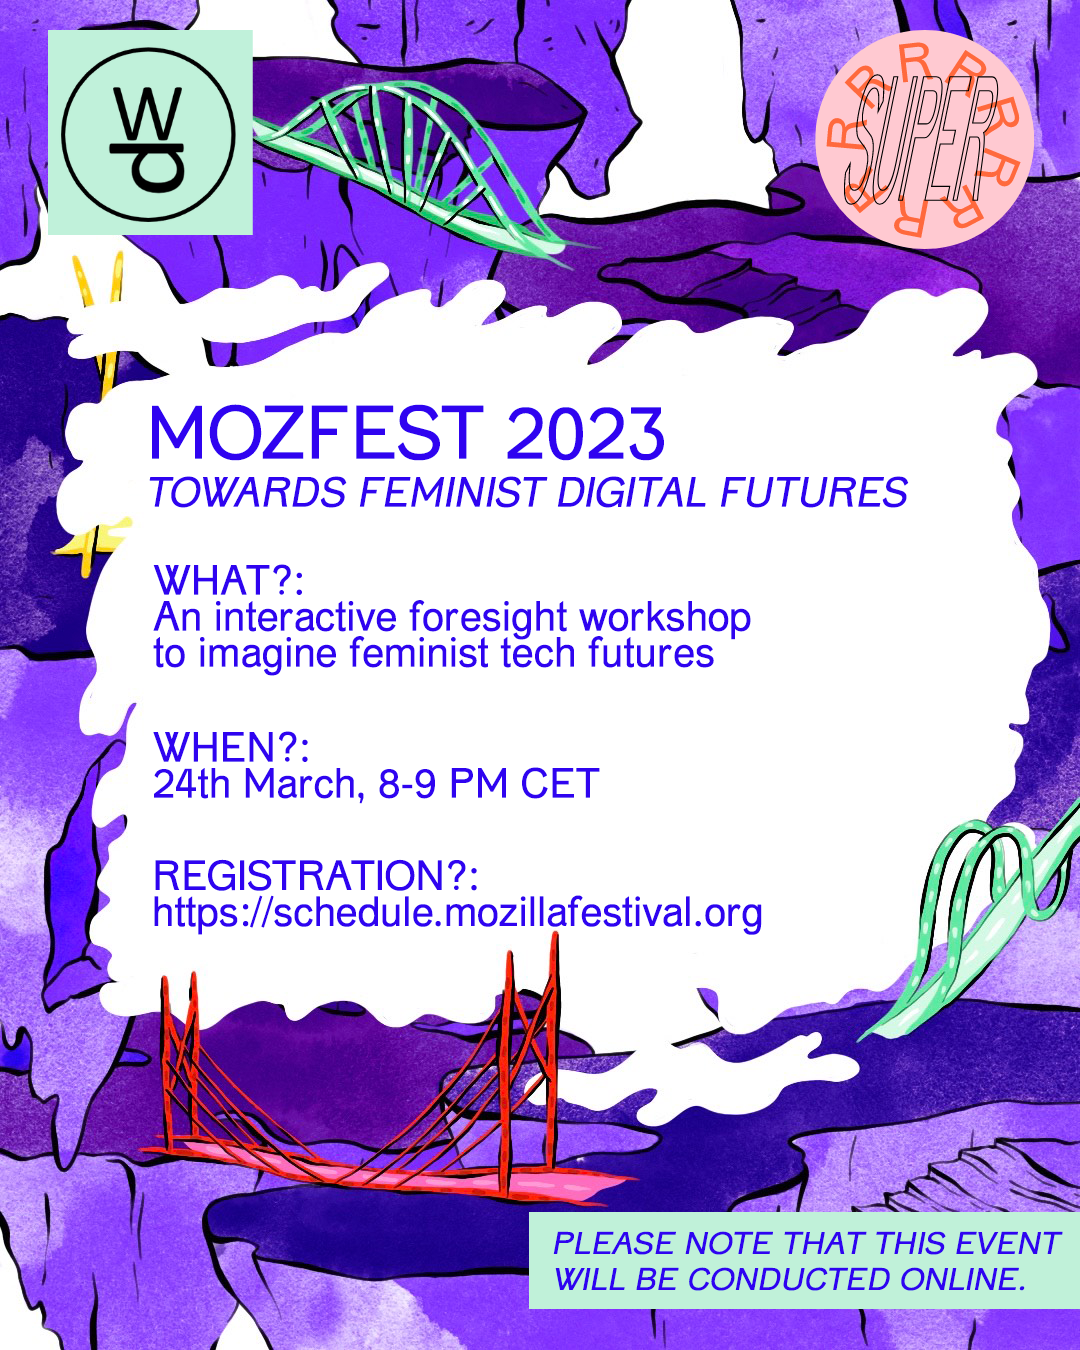 WD
SUPER
RRRRRRRRRR
MOZFEST 2023
TOWARDS FEMINIST DIGITAL FUTURES
WHAT?:
An interactive foresight workshop
to imagine feminist tech futures
WHEN?:
24th March, 8-9 PM CET
REGISTRATION?:
https://schedule.mozillafestival.org
PLEASE NOTE THAT THIS EVENT
WILL BE CONDUCTED ONLINE.